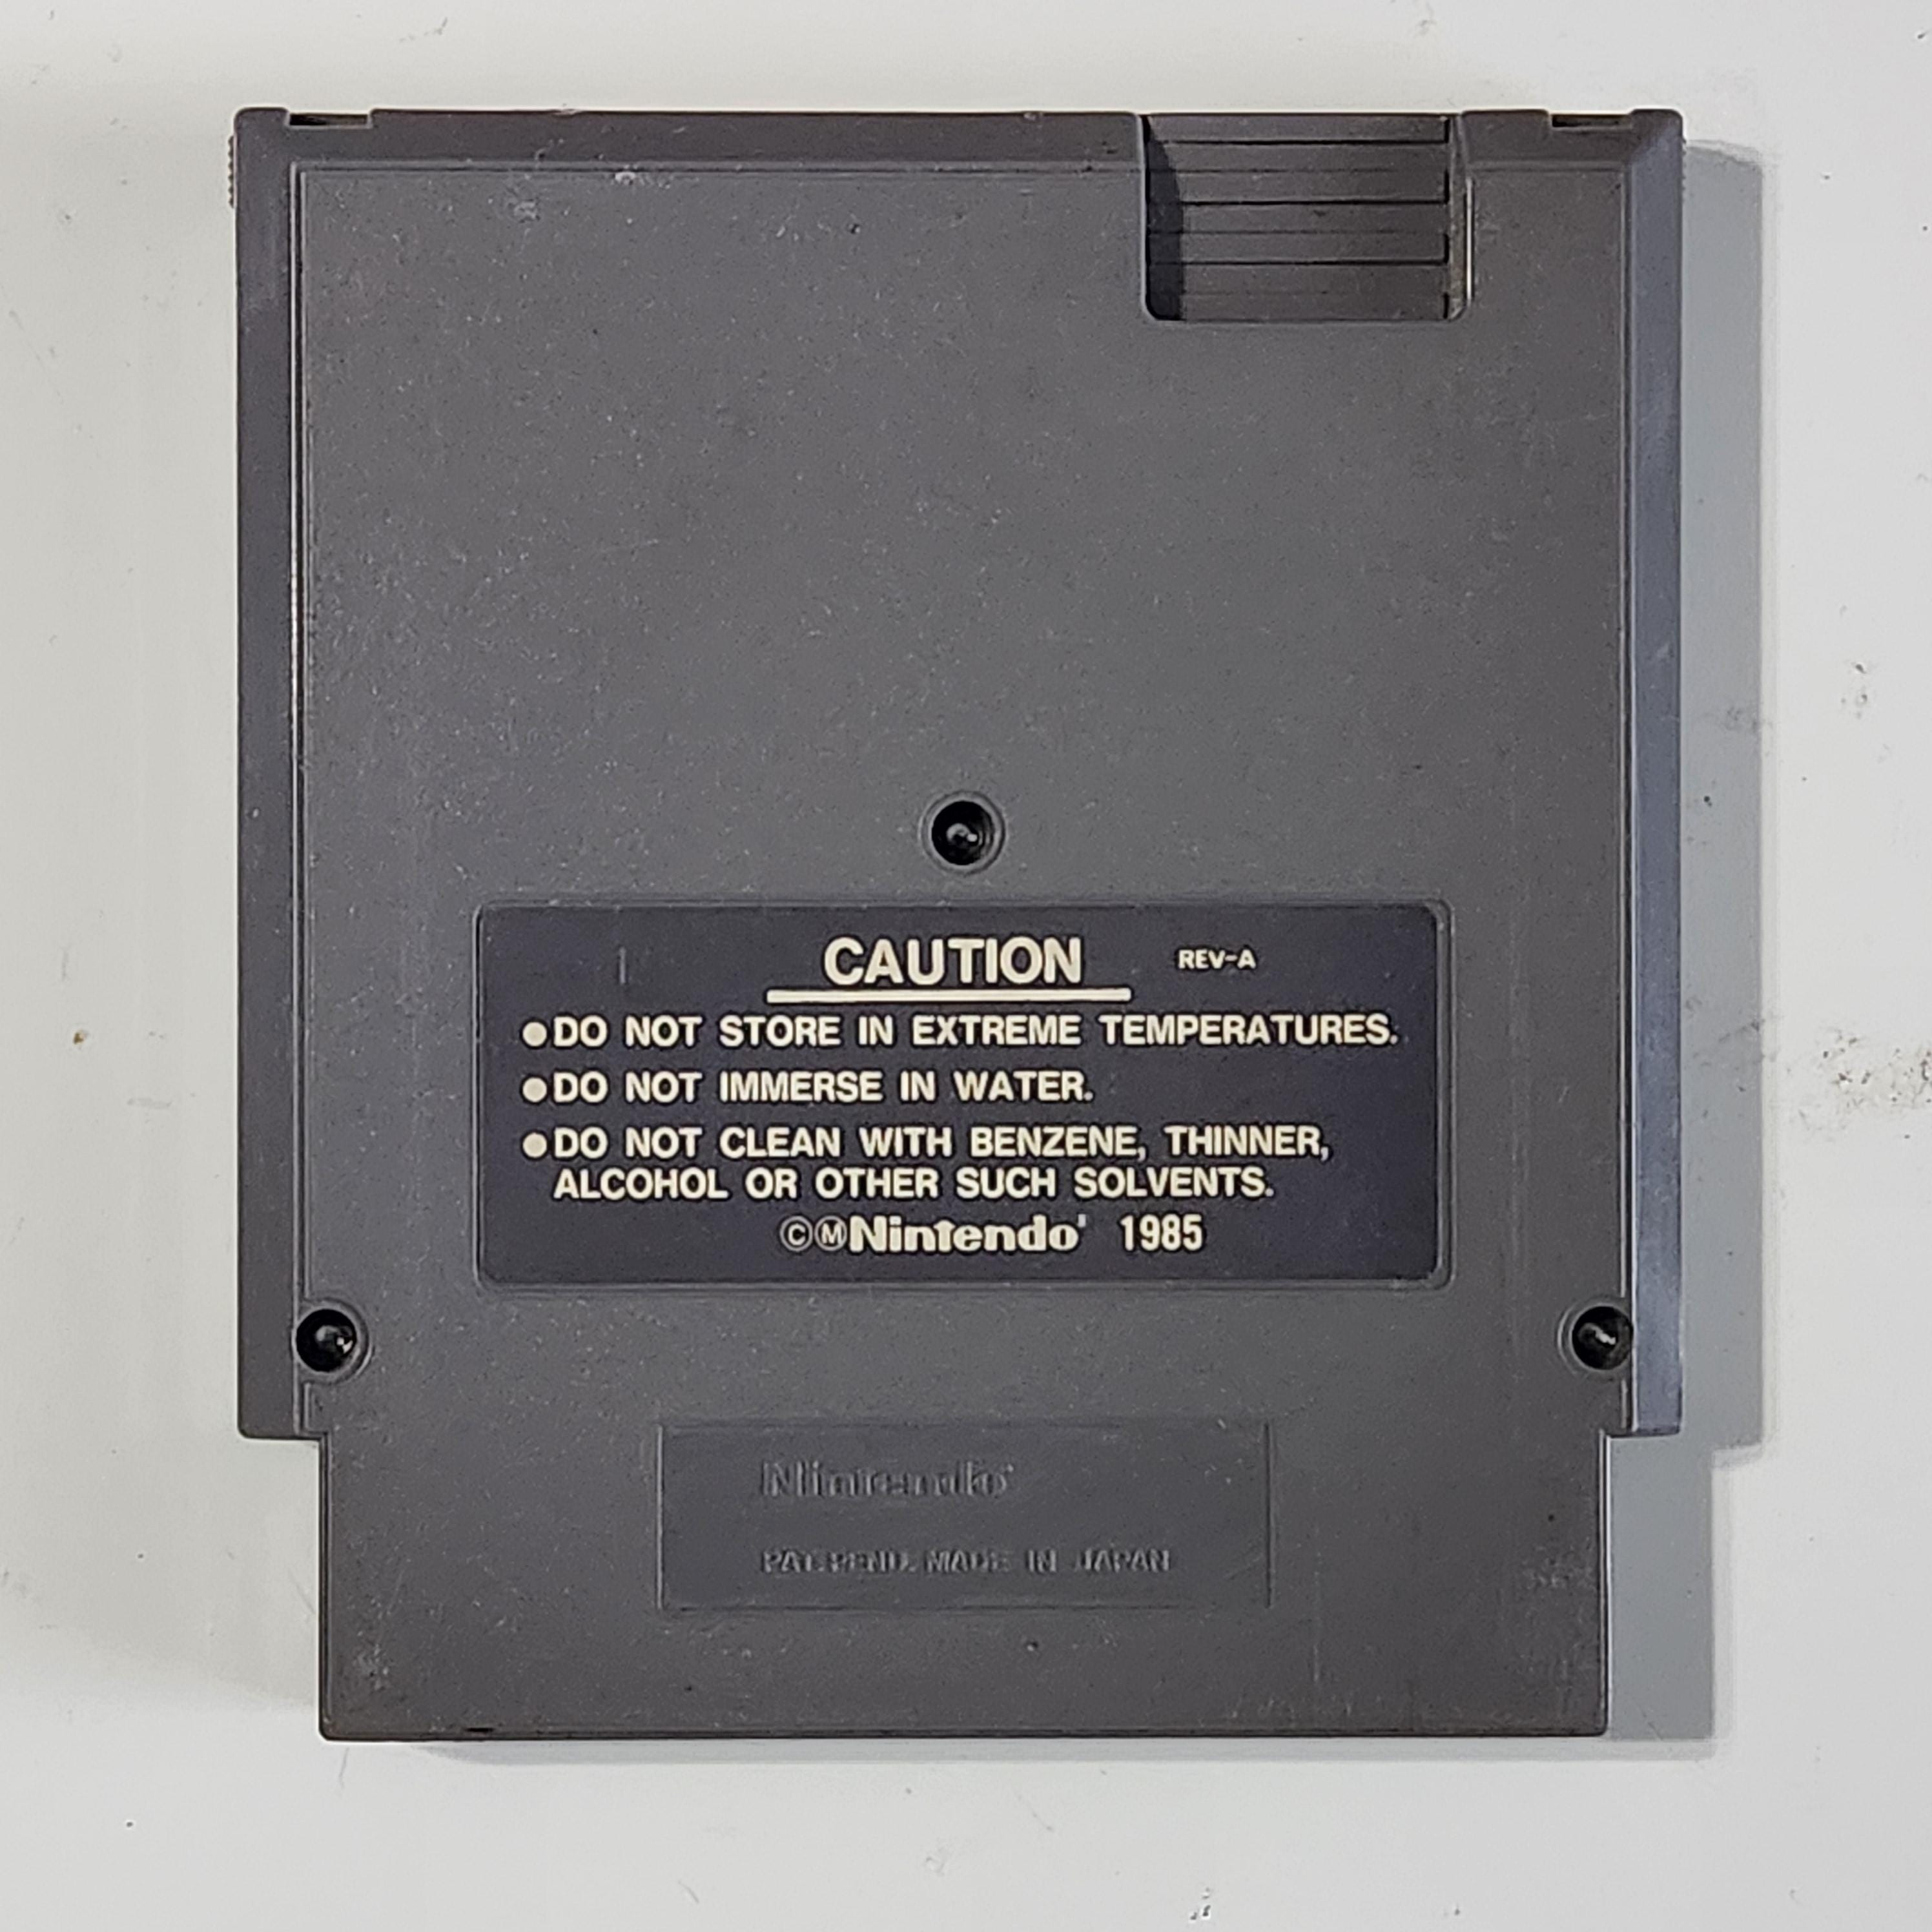 CAUTION REV-A
●DO NOT STORE IN EXTREME TEMPERATURES.
●DO NOT IMMERSE IN WATER.
●DO NOT CLEAN WITH BENZENE, THINNER,
ALCOHOL OR OTHER SUCH SOLVENTS.
©ⓂNintendo® 1985
Nintendo®
PAT. PEND. MADE IN JAPAN